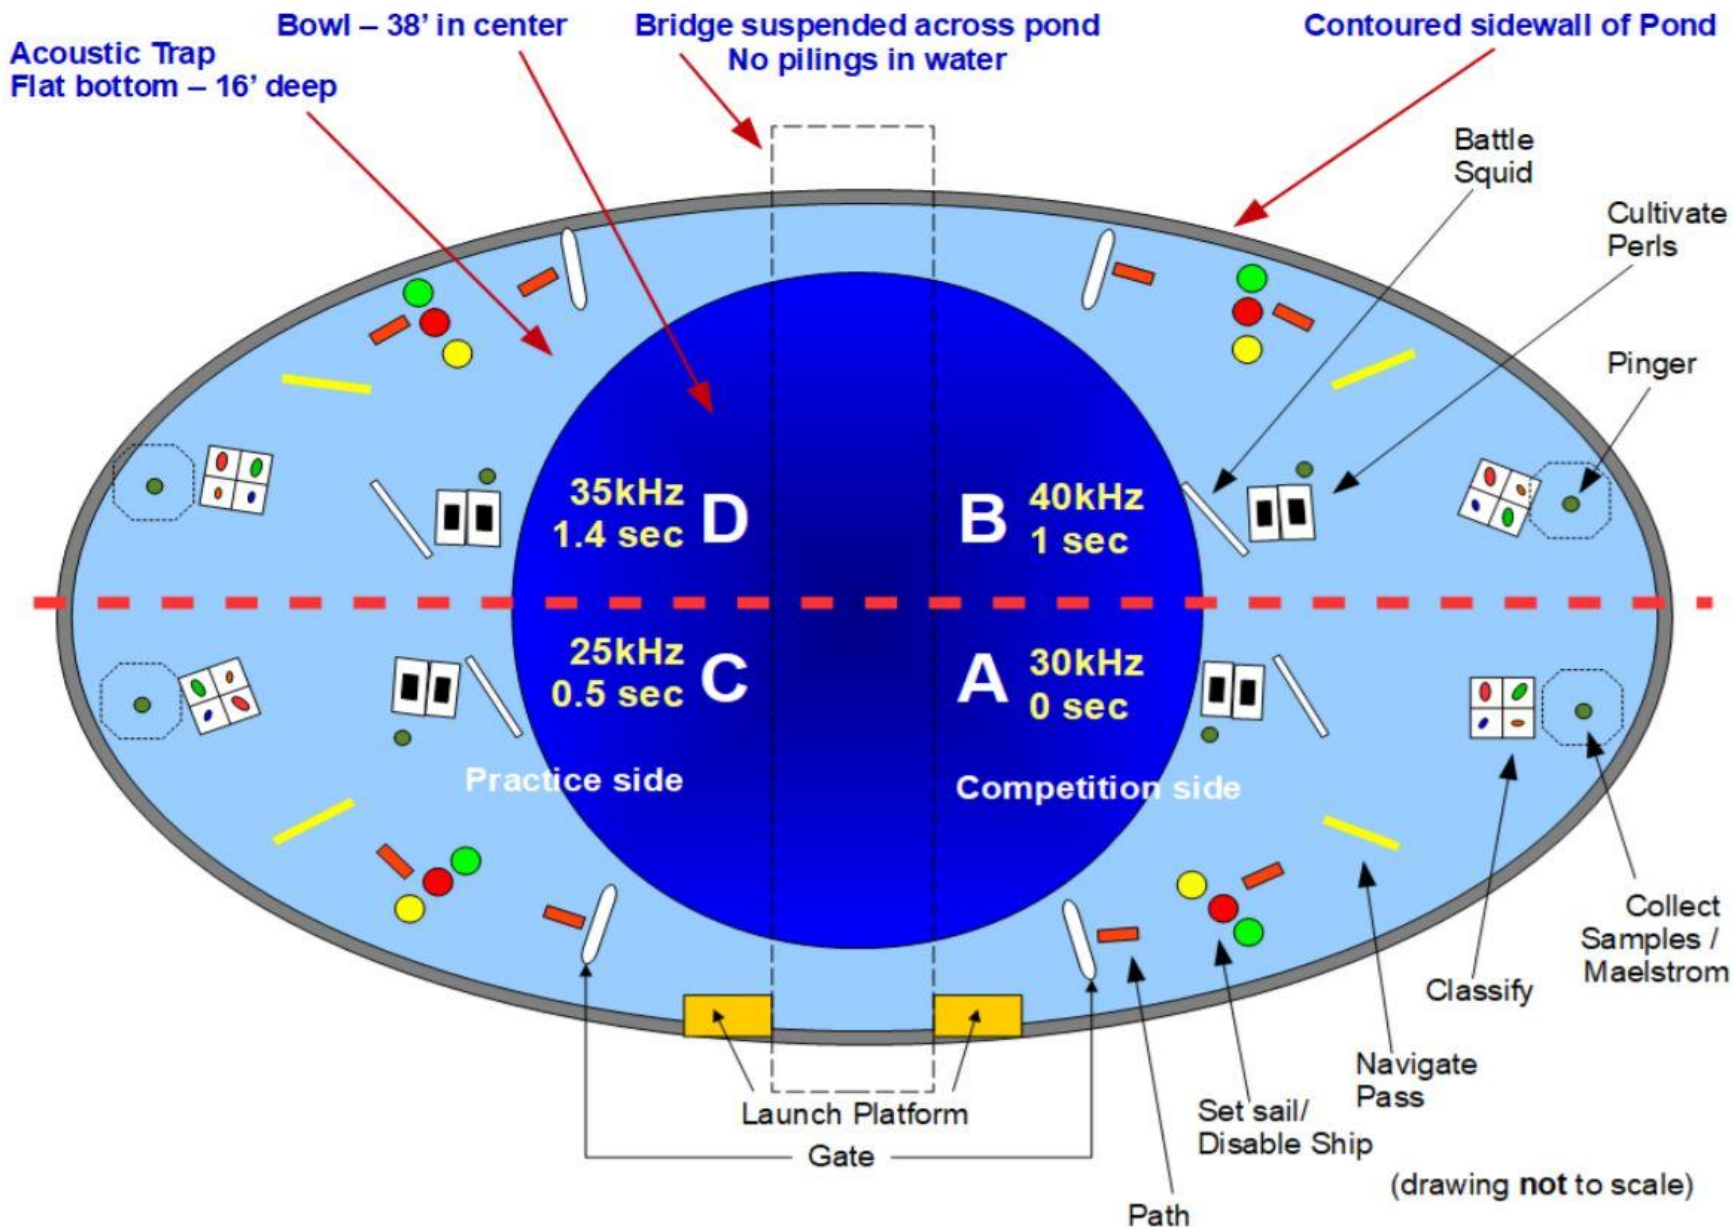 Acoustic Trap
Flat bottom – 16’ deep
Bowl – 38’ in center
Bridge suspended across pond
No pilings in water
Contoured sidewall of Pond
Battle
Squid
Cultivate
Perls
Pinger
35kHz
1.4 sec
D
B
40kHz
1 sec
25kHz
0.5 sec
C
A
30kHz
0 sec
Practice side
Competition side
Collect
Samples /
Maelstrom
Classify
Navigate
Pass
Set sail/
Disable Ship
Launch Platform
Gate
(drawing not to scale)
Path